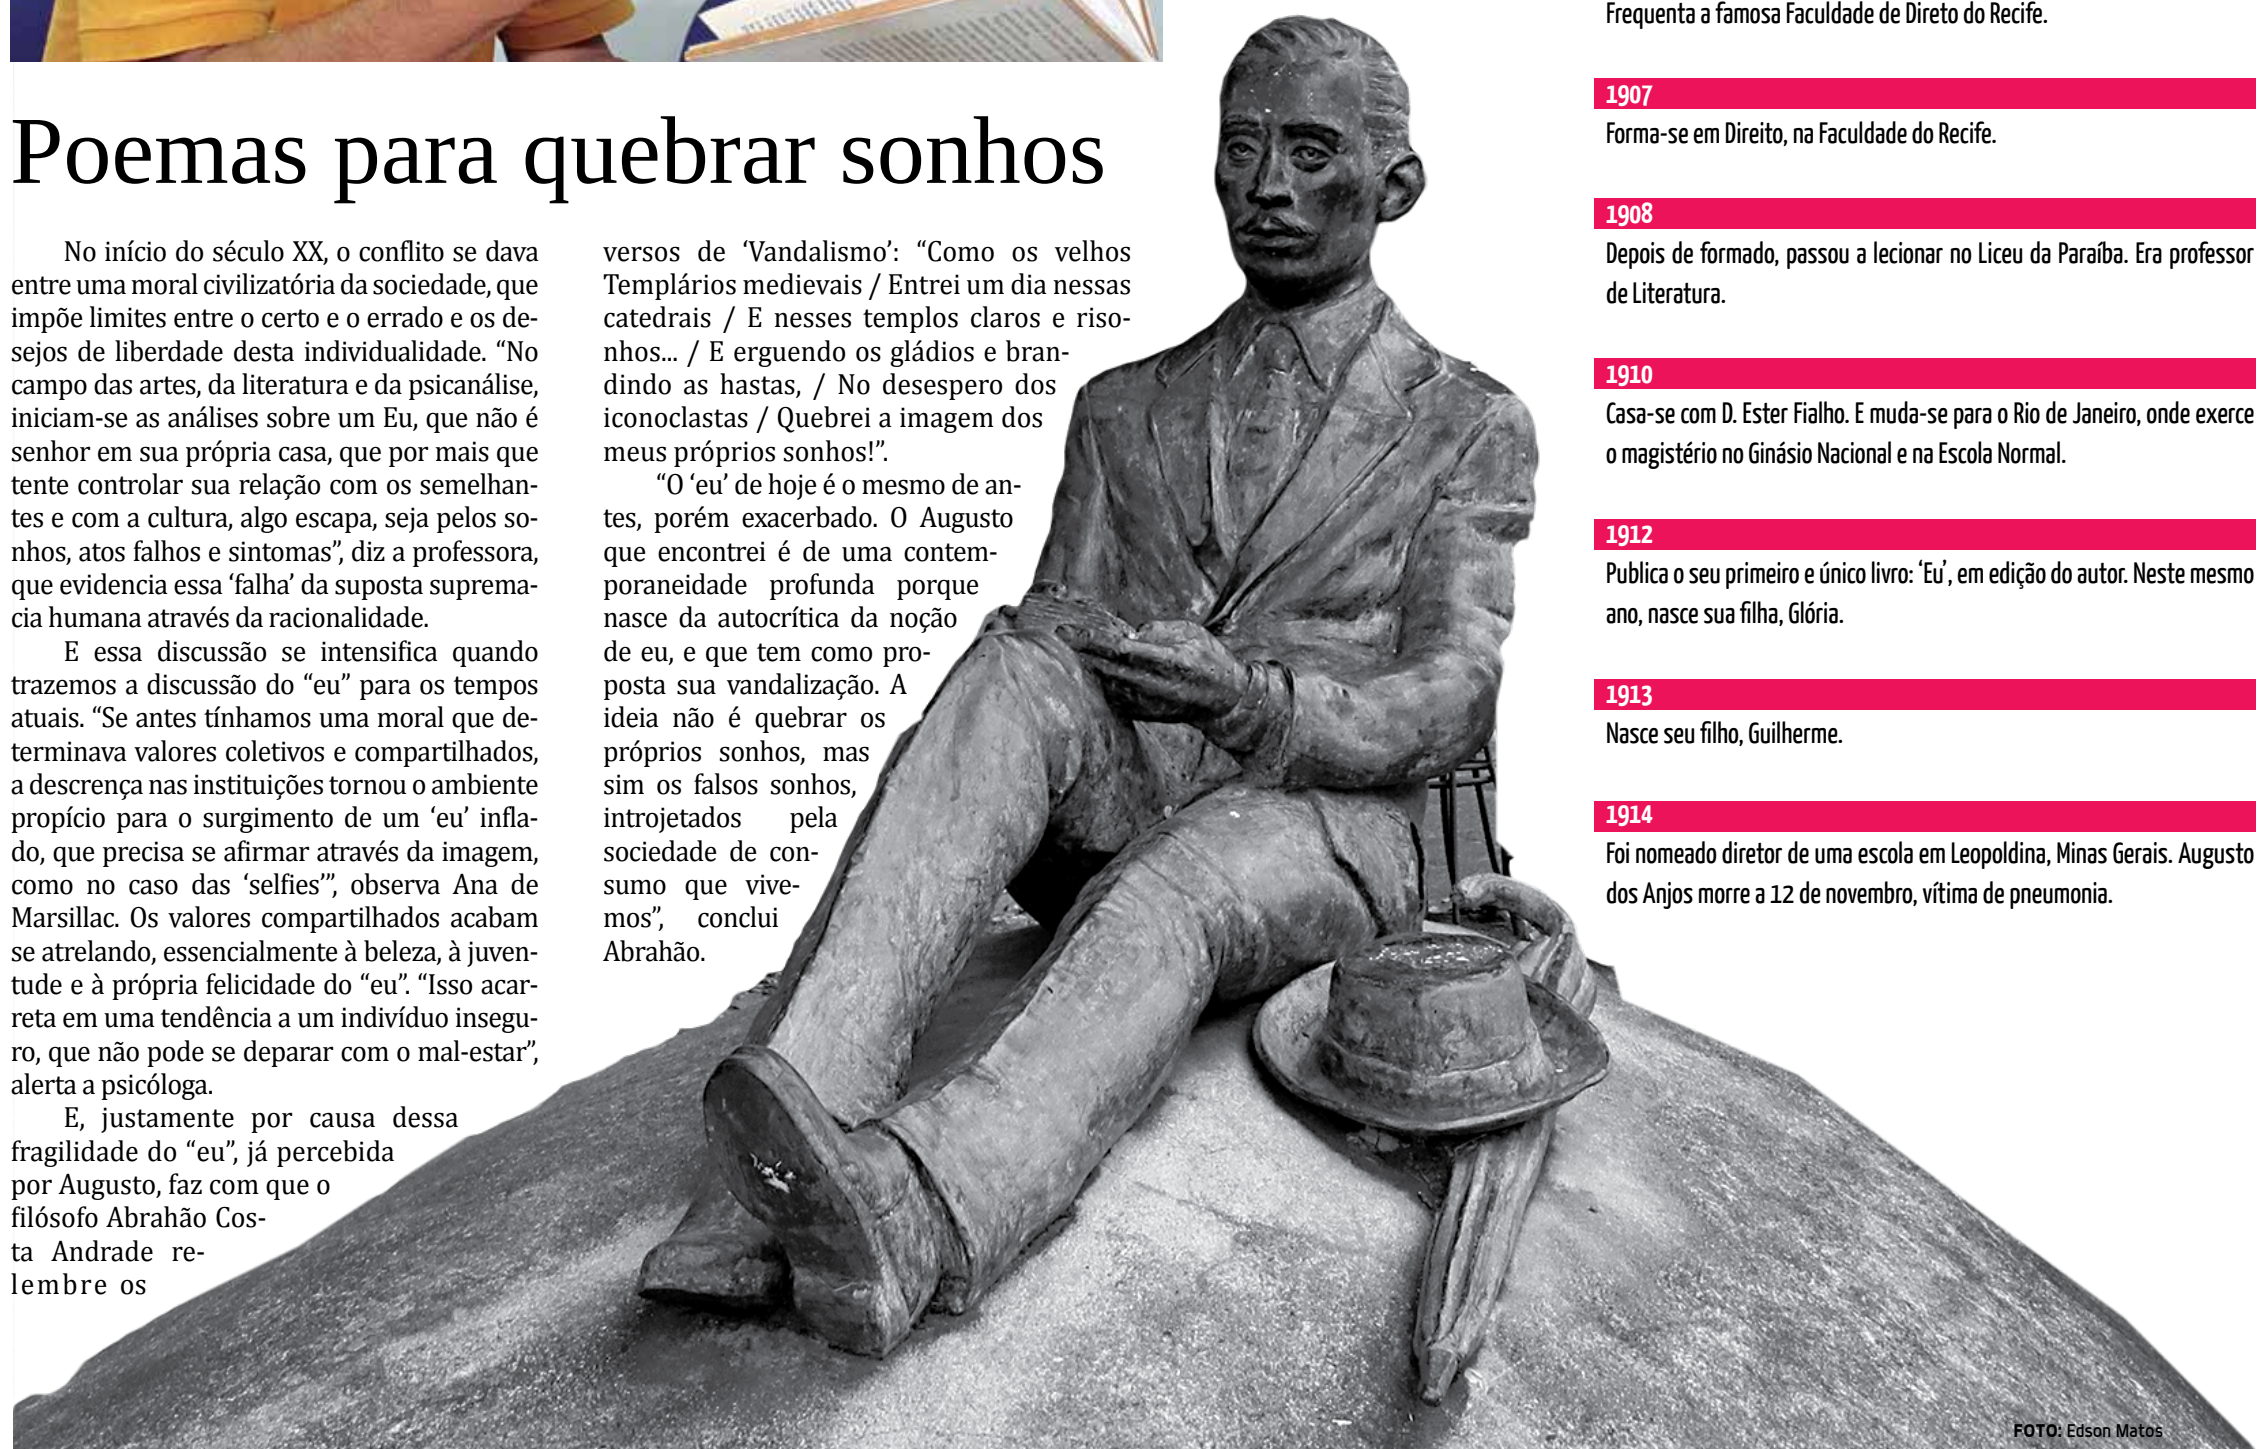 Poemas para quebrar sonhos
No início do século XX, o conflito se dava
entre uma moral civilizatória da sociedade, que
impõe limites entre o certo e o errado e os de-
sejos de liberdade desta individualidade. “No
campo das artes, da literatura e da psicanálise,
iniciam-se as análises sobre um Eu, que não é
senhor em sua própria casa, que por mais que
tente controlar sua relação com os semelhan-
tes e com a cultura, algo escapa, seja pelos so-
nhos, atos falhos e sintomas”, diz a professora,
que evidencia essa ‘falha’ da suposta suprema-
cia humana através da racionalidade.
E essa discussão se intensifica quando
trazemos a discussão do “eu” para os tempos
atuais. “Se antes tínhamos uma moral que de-
terminava valores coletivos e compartilhados,
a descrença nas instituições tornou o ambiente
propício para o surgimento de um ‘eu’ infla-
do, que precisa se afirmar através da imagem,
como no caso das ‘selfies’”, observa Ana de
Marsillac. Os valores compartilhados acabam
se atrelando, essencialmente à beleza, à juven-
tude e à própria felicidade do “eu”. “Isso acar-
reta em uma tendência a um indivíduo insegu-
ro, que não pode se deparar com o mal-estar”,
alerta a psicóloga.
E, justamente por causa dessa
fragilidade do “eu”, já percebida
por Augusto, faz com que o
filósofo Abrahão Cos-
ta Andrade re-
lembre os
versos de ‘Vandalismo’: “Como os velhos
Templários medievais / Entrei um dia nessas
catedrais / E nesses templos claros e riso-
nhos... / E erguendo os gládios e bran-
dindo as hastas, / No desespero dos
iconoclastas / Quebrei a imagem dos
meus próprios sonhos!”.
“O ‘eu’ de hoje é o mesmo de an-
tes, porém exacerbado. O Augusto
que encontrei é de uma contem-
poraneidade profunda porque
nasce da autocrítica da noção
de eu, e que tem como pro-
posta sua vandalização. A
ideia não é quebrar os
próprios sonhos, mas
sim os falsos sonhos,
introjetados pela
sociedade de con-
sumo que vive-
mos”, conclui
Abrahão.
Frequenta a famosa Faculdade de Direto do Recife.
1907
Forma-se em Direito, na Faculdade do Recife.
1908
Depois de formado, passou a lecionar no Liceu da Paraíba. Era professor
de Literatura.
1910
Casa-se com D. Ester Fialho. E muda-se para o Rio de Janeiro, onde exerce
o magistério no Ginásio Nacional e na Escola Normal.
1912
Publica o seu primeiro e único livro: ‘Eu’, em edição do autor. Neste mesmo
ano, nasce sua filha, Glória.
1913
Nasce seu filho, Guilherme.
1914
Foi nomeado diretor de uma escola em Leopoldina, Minas Gerais. Augusto
dos Anjos morre a 12 de novembro, vítima de pneumonia.
FOTO: Edson Matos